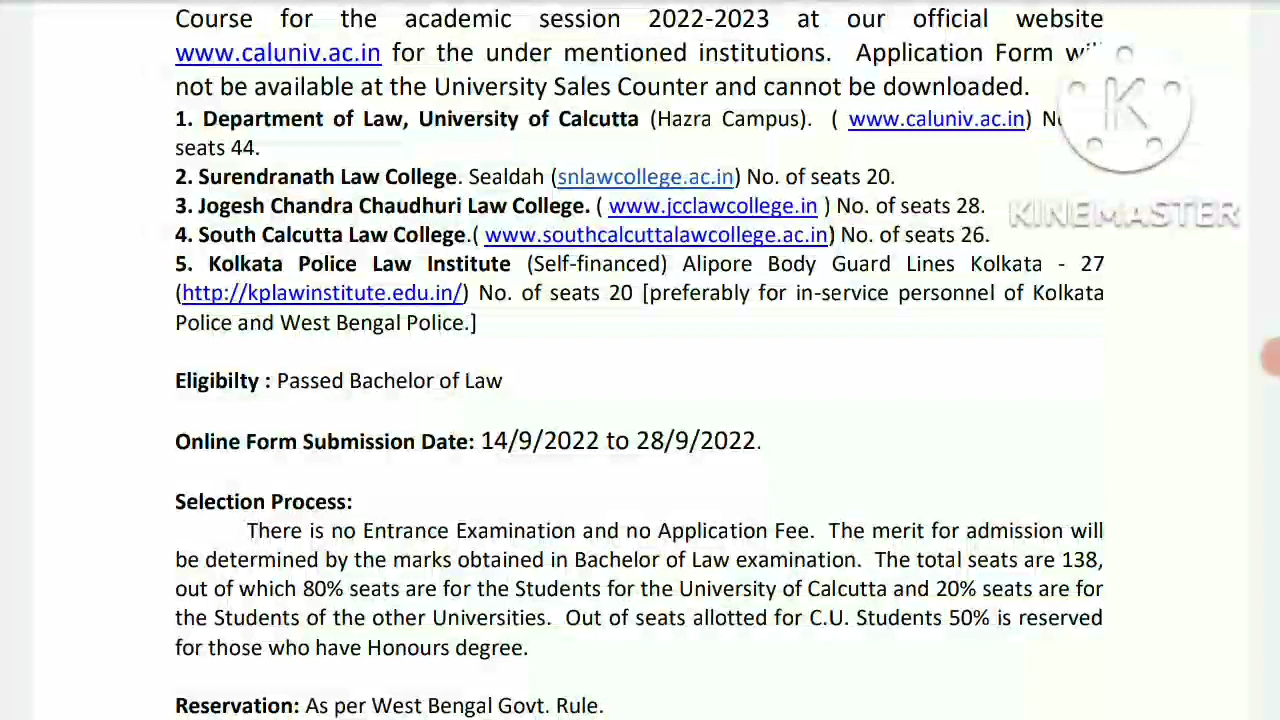 Course for the academic session 2022-2023 at our official website
www.caluniv.ac.in for the under mentioned institutions. Application Form
not be available at the University Sales Counter and cannot be downloaded.
1. Department of Law, University of Calcutta (Hazra Campus). ( www.caluniv.ac.in)
seats 44.
2. Surendranath Law College. Sealdah (snlawcollege.ac.in) No. of seats 20.
3. Jogesh Chandra Chaudhuri Law College. ( www.jcclawcollege.in ) No. of seats 28.
4. South Calcutta Law College.( www.southcalcuttalawcollege.ac.in) No. of seats 26.
5. Kolkata Police Law Institute (Self-financed) Alipore Body Guard Lines Kolkata - 27
(http://kplawinstitute.edu.in/) No. of seats 20 [preferably for in-service personnel of Kolkata
Police and West Bengal Police.]
Eligibilty : Passed Bachelor of Law
Online Form Submission Date: 14/9/2022 to 28/9/2022.
Selection Process:
There is no Entrance Examination and no Application Fee. The merit for admission will
be determined by the marks obtained in Bachelor of Law examination. The total seats are 138,
out of which 80% seats are for the Students for the University of Calcutta and 20% seats are for
the Students of the other Universities. Out of seats allotted for C.U. Students 50% is reserved
for those who have Honours degree.
Reservation: As per West Bengal Govt. Rule.
K
KINEMASTER